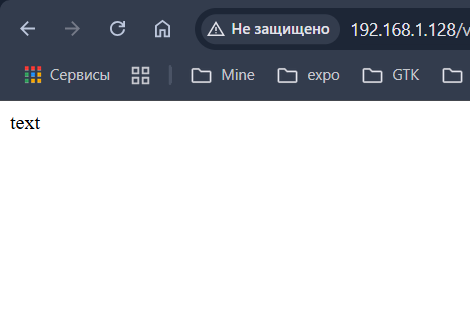 Не защищено 192.168.1.128/v
Сервисы Mine expo GTK
text